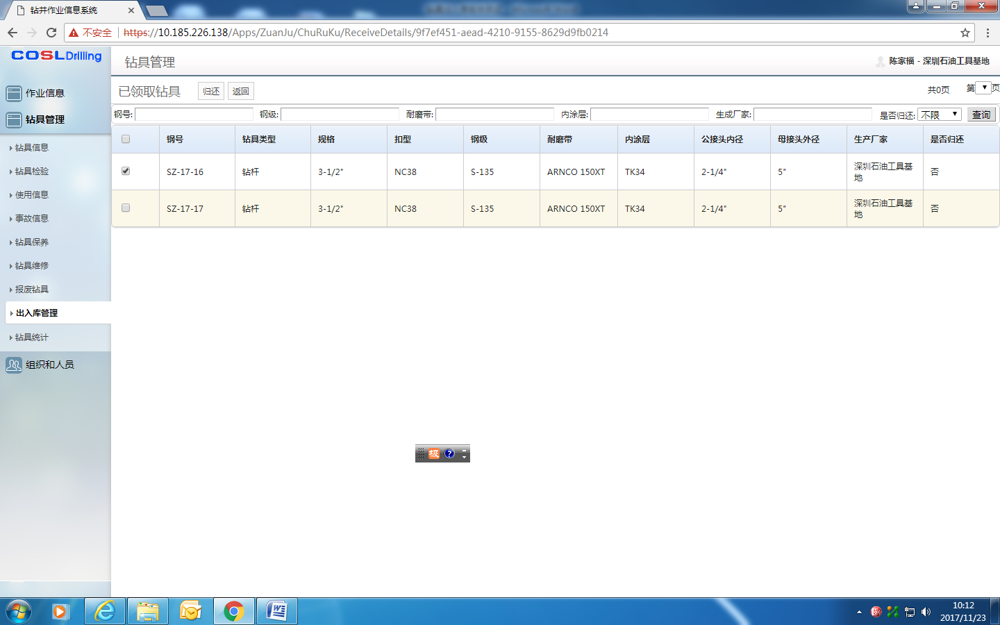 钻井作业信息系统
不安全 https://10.185.226.138/Apps/ZuanJu/ChuRuKu/ReceiveDetails/9f7ef451-aead-4210-9155-8629d9fb0214
COSL Drilling
钻具管理
陈家福 - 深圳石油工具基地
作业信息
钻具管理
钻具信息
钻具检验
使用信息
事故信息
钻具保养
钻具维修
报废钻具
出入库管理
钻具统计
组织和人员
已领取钻具 归还 返回 共0页 第 页
钢号: 钢级: 耐磨带: 内涂层: 生成厂家: 是否归还: 不限 查询
钢号 钻具类型 规格 扣型 钢级 耐磨带 内涂层 公接头内径 母接头外径 生产厂家 是否归还
SZ-17-16 钻杆 3-1/2" NC38 S-135 ARNCO 150XT TK34 2-1/4" 5" 深圳石油工具基地 否
SZ-17-17 钻杆 3-1/2" NC38 S-135 ARNCO 150XT TK34 2-1/4" 5" 深圳石油工具基地 否
极 ?
10:12
2017/11/23